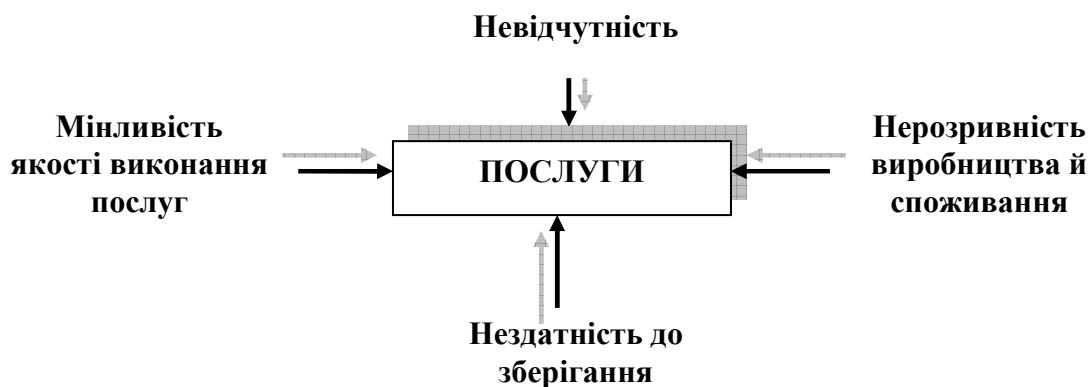 Невідчутність
Мінливість
якості виконання
послуг
ПОСЛУГИ
Нерозривність
виробництва й
споживання
Нездатність до
зберігання